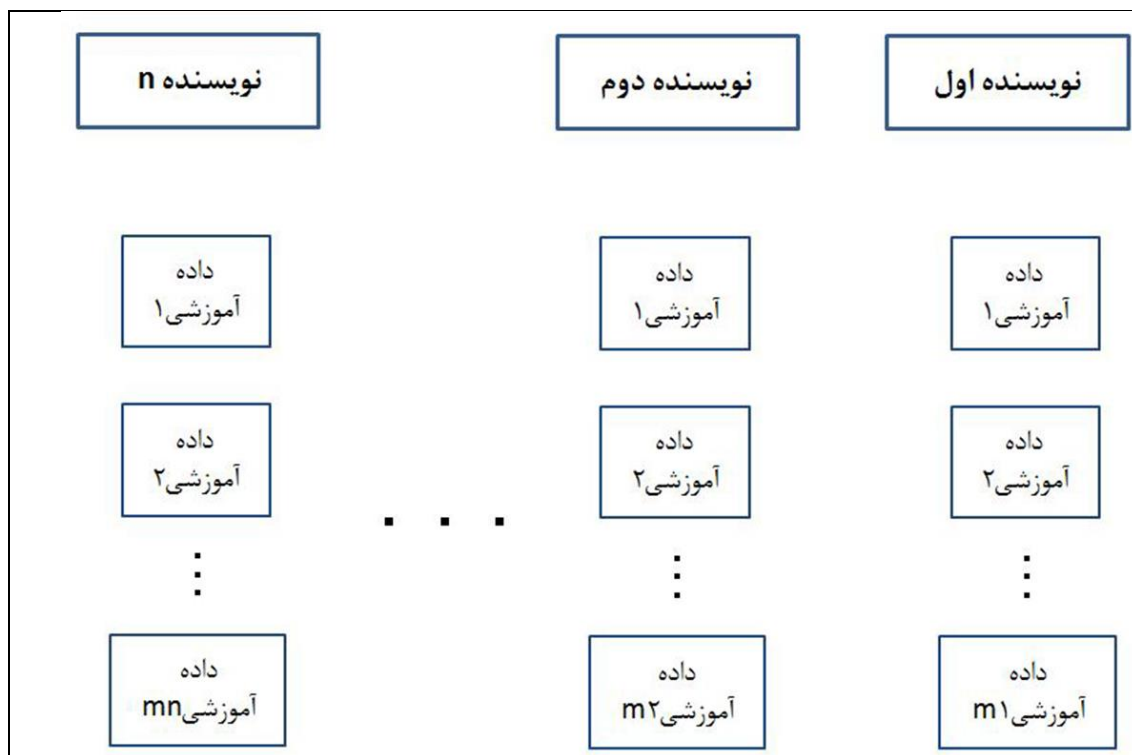 نویسنده اول
نویسنده دوم
نویسنده n
داده
آموزشی۱
داده
آموزشی۱
داده
آموزشی۱
داده
آموزشی۲
داده
آموزشی۲
داده
آموزشی۲
. . .
داده
آموزشیm۱
داده
آموزشیm۲
داده
آموزشیmn